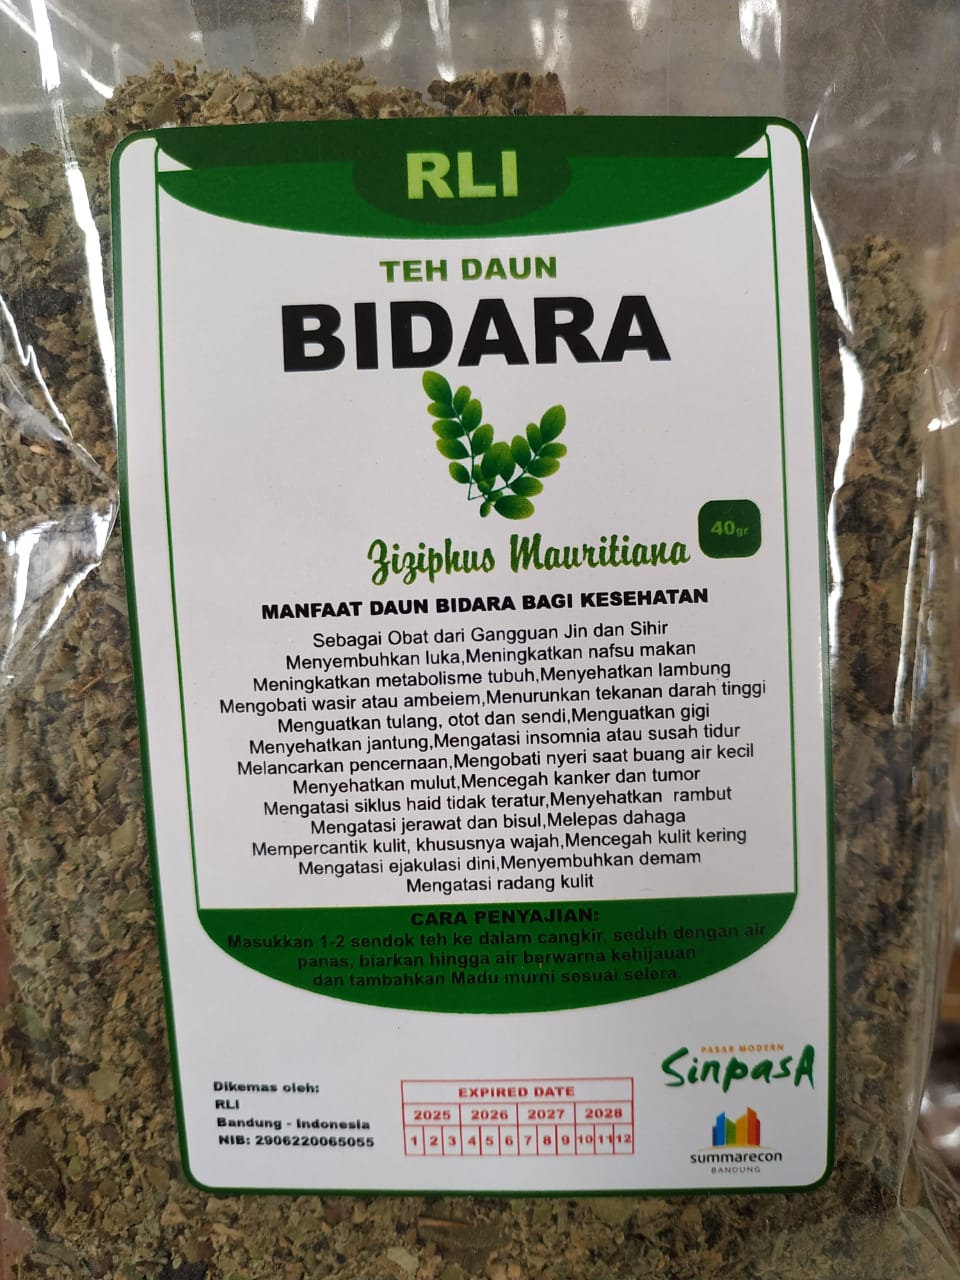 RLI
TEH DAUN
BIDARA
Ziziphus Mauritiana
40gr
MANFAAT DAUN BIDARA BAGI KESEHATAN
Sebagai Obat dari Gangguan Jin dan Sihir
Menyembuhkan luka,Meningkatkan nafsu makan
Meningkatkan metabolisme tubuh,Menyehatkan lambung
Mengobati wasir atau ambeiem,Menurunkan tekanan darah tinggi
Menguatkan tulang, otot dan sendi,Menguatkan gigi
Menyehatkan jantung,Mengatasi insomnia atau susah tidur
Melancarkan pencernaan,Mengobati nyeri saat buang air kecil
Menyehatkan mulut,Mencegah kanker dan tumor
Mengatasi siklus haid tidak teratur,Menyehatkan rambut
Mengatasi jerawat dan bisul,Melepas dahaga
Mempercantik kulit, khususnya wajah,Mencegah kulit kering
Mengatasi ejakulasi dini,Menyembuhkan demam
Mengatasi radang kulit
CARA PENYAJIAN:
Masukkan 1-2 sendok teh ke dalam cangkir, seduh dengan air
panas, biarkan hingga air berwarna kehijauan
dan tambahkan Madu murni sesuai selera.
Dikemas oleh:
RLI
Bandung - Indonesia
NIB: 2906220065055
EXPIRED DATE
2025 2026 2027 2028
1 2 3 4 5 6 7 8 9 10 11 12
PASAR MODERN
SinpasA
summarecon
BANDUNG